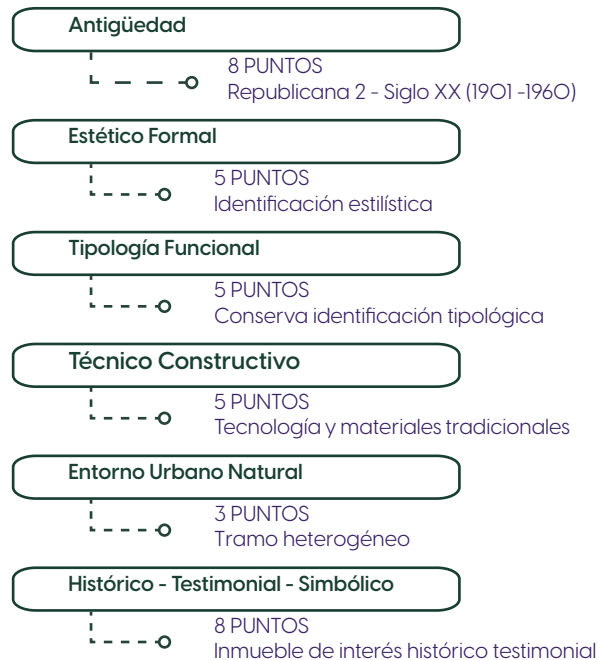 Antigüedad
8 PUNTOS
Republicana 2 - Siglo XX (1901 -1960)
Estético Formal
5 PUNTOS
Identificación estilística
Tipología Funcional
5 PUNTOS
Conserva identificación tipológica
Técnico Constructivo
5 PUNTOS
Tecnología y materiales tradicionales
Entorno Urbano Natural
3 PUNTOS
Tramo heterogéneo
Histórico - Testimonial - Simbólico
8 PUNTOS
Inmueble de interés histórico testimonial